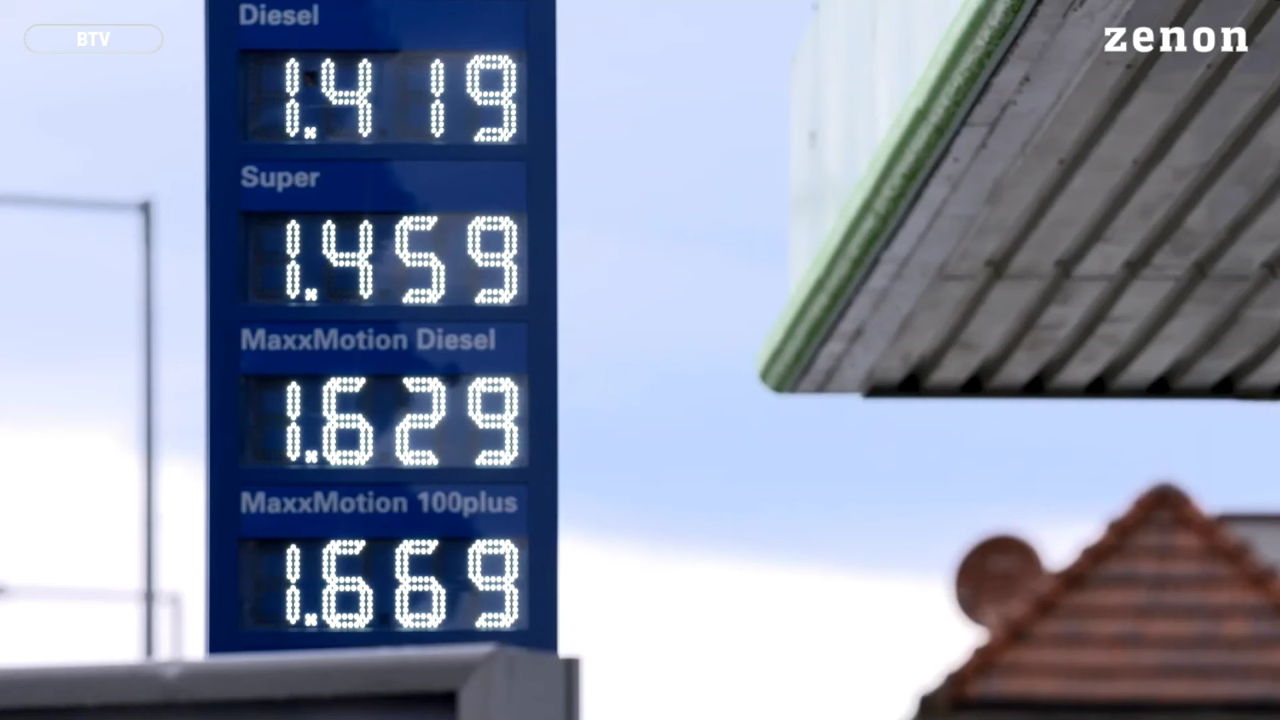 BTV
zenon
Diesel
1.419
Super
1.459
MaxxMotion Diesel
1.629
MaxxMotion 100plus
1.669